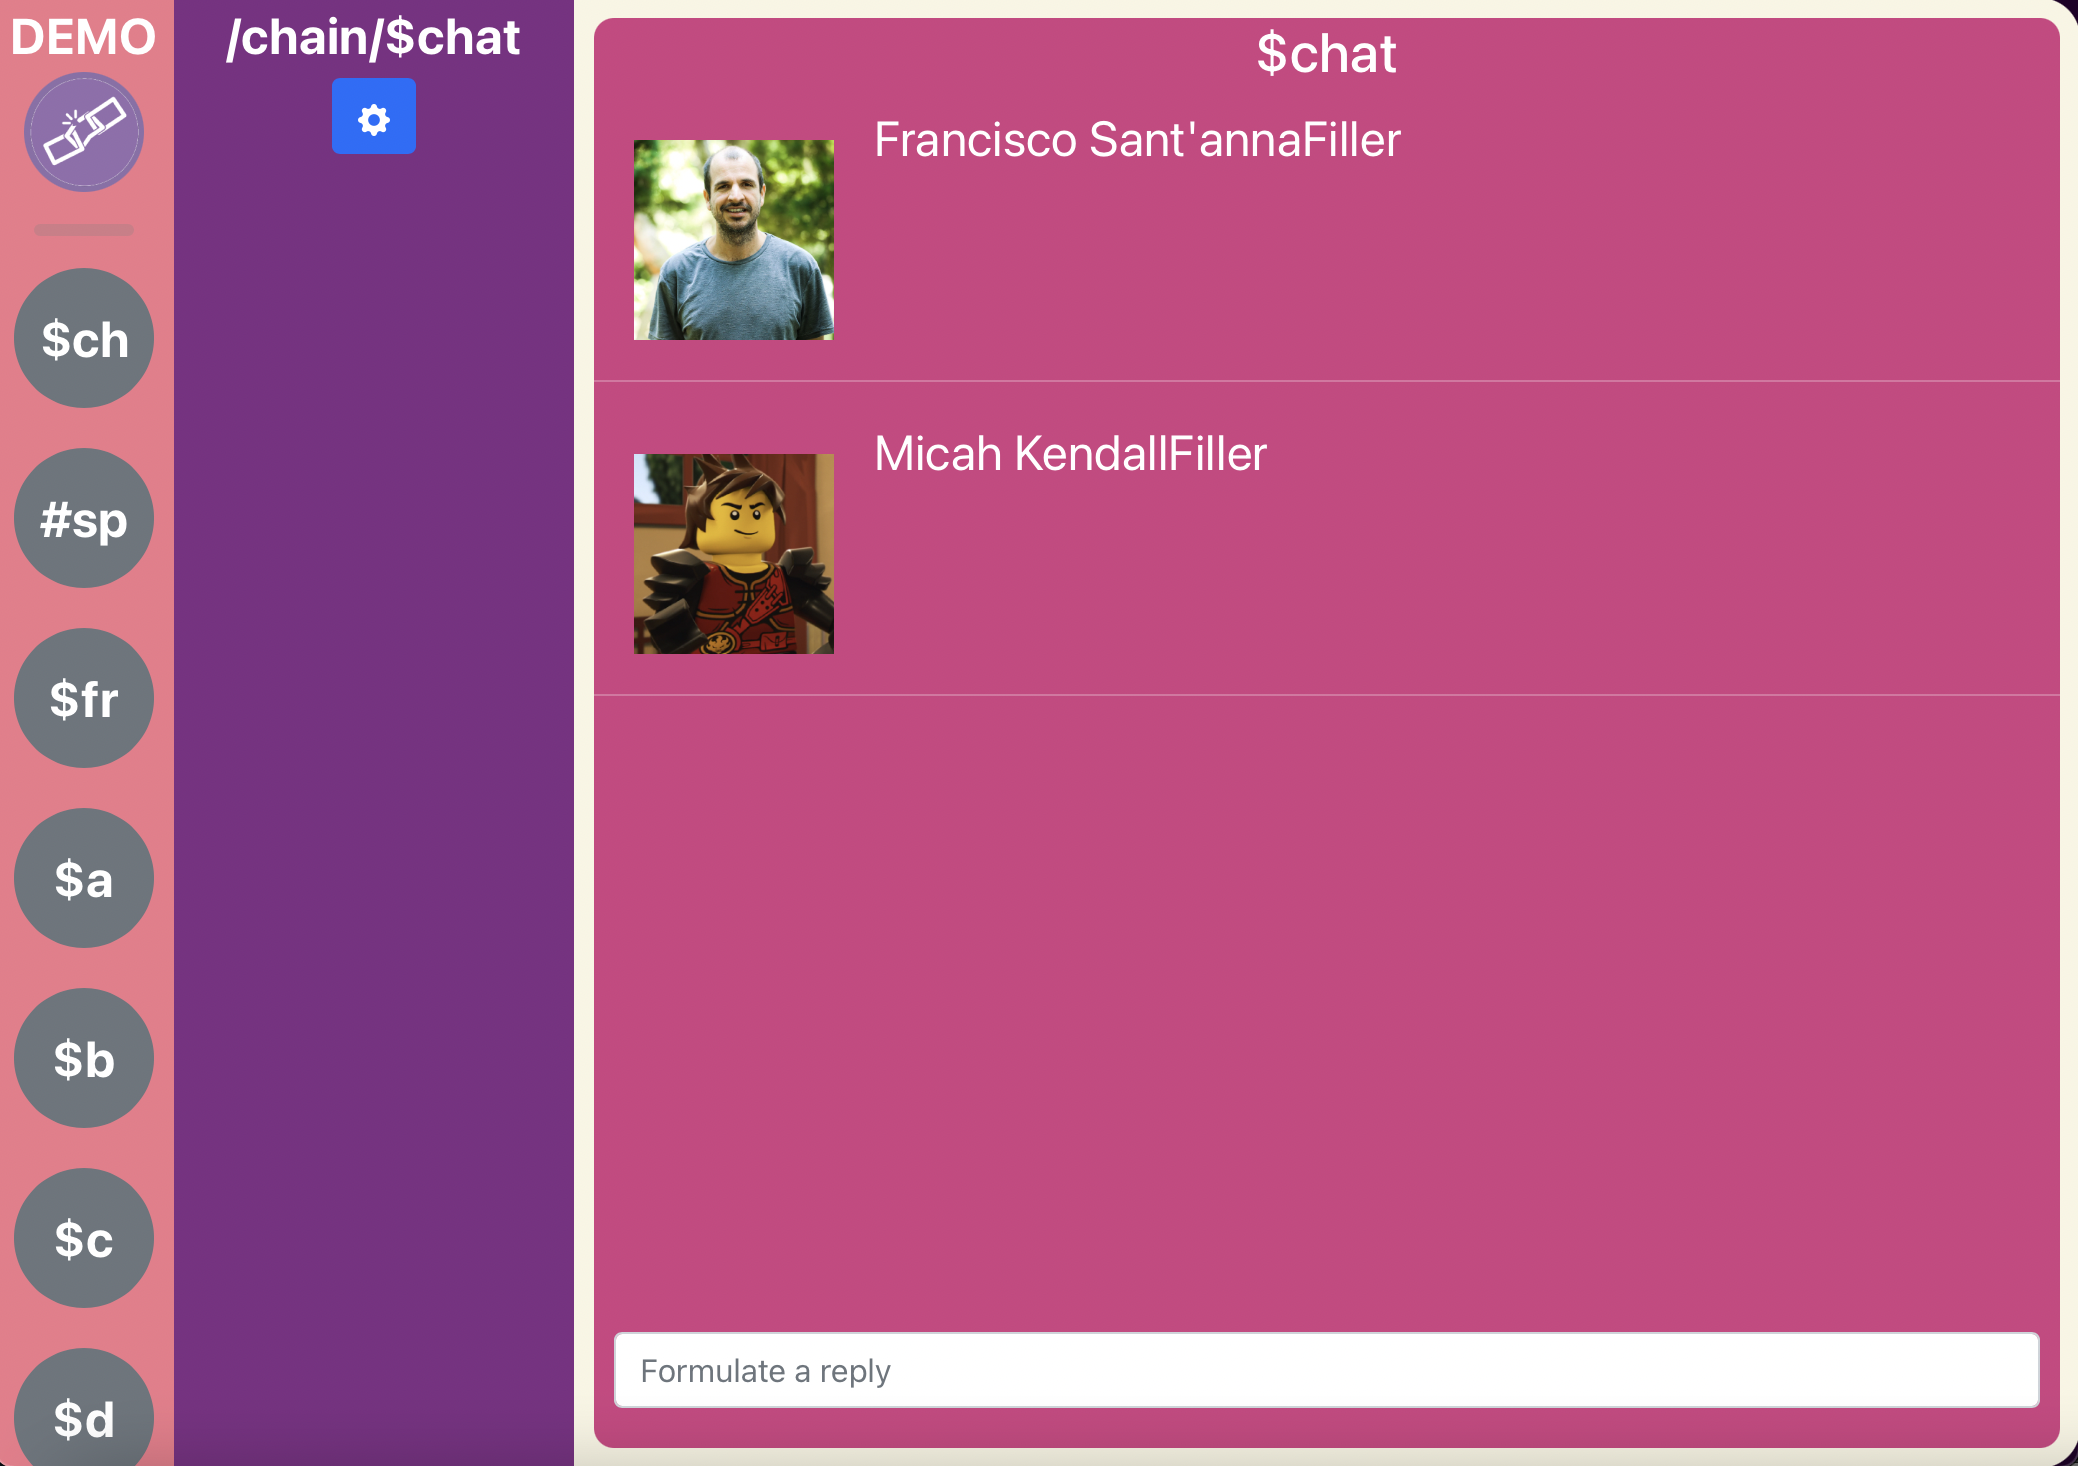 DEMO
$ch
#sp
$fr
$a
$b
$c
$d
/chain/$chat
$chat
Francisco Sant'annaFiller
Micah KendallFiller
Formulate a reply